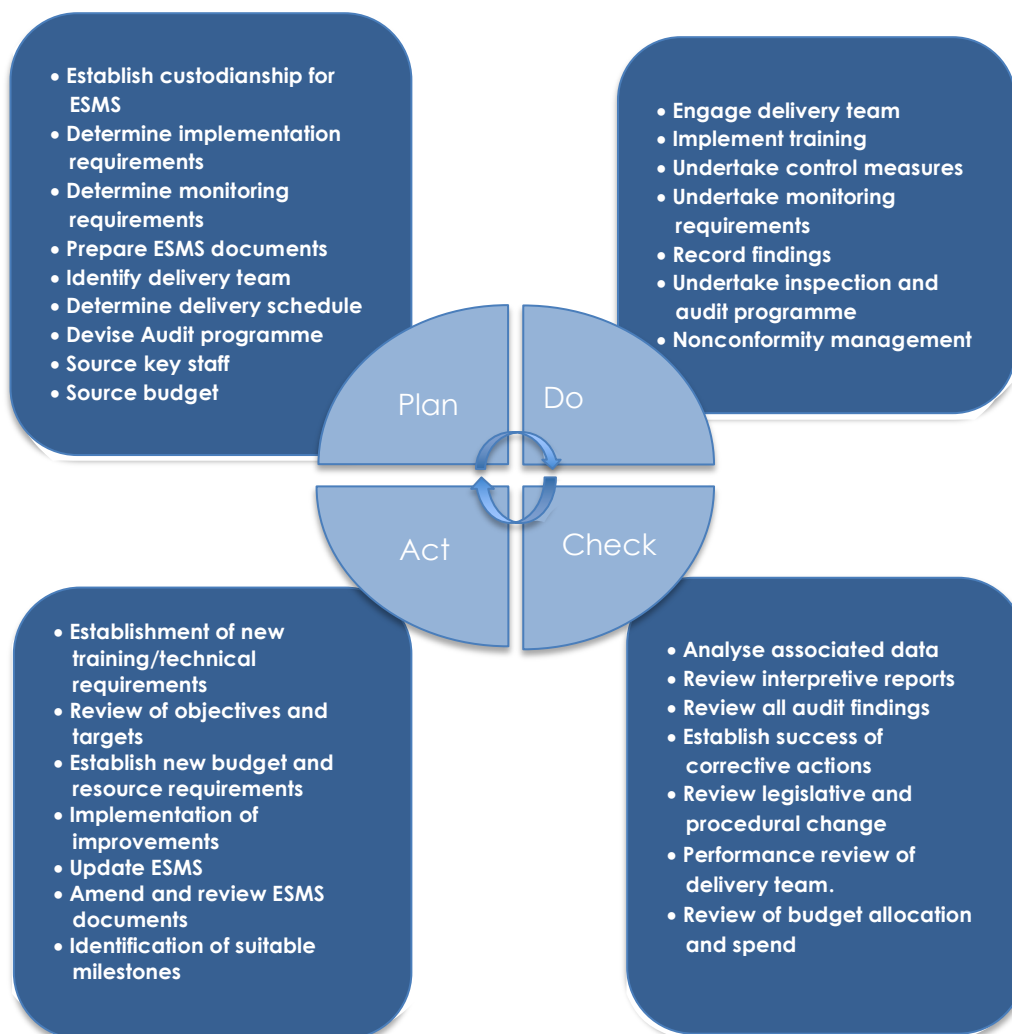 • Establish custodianship for
ESMS
• Determine implementation
requirements
• Determine monitoring
requirements
• Prepare ESMS documents
• Identify delivery team
• Determine delivery schedule
• Devise Audit programme
• Source key staff
• Source budget
• Engage delivery team
• Implement training
• Undertake control measures
• Undertake monitoring
requirements
• Record findings
• Undertake inspection and
audit programme
• Nonconformity management
Plan
Do
Act
Check
• Establishment of new
training/technical
requirements
• Review of objectives and
targets
• Establish new budget and
resource requirements
• Implementation of
improvements
• Update ESMS
• Amend and review ESMS
documents
• Identification of suitable
milestones
• Analyse associated data
• Review interpretive reports
• Review all audit findings
• Establish success of
corrective actions
• Review legislative and
procedural change
• Performance review of
delivery team.
• Review of budget allocation
and spend